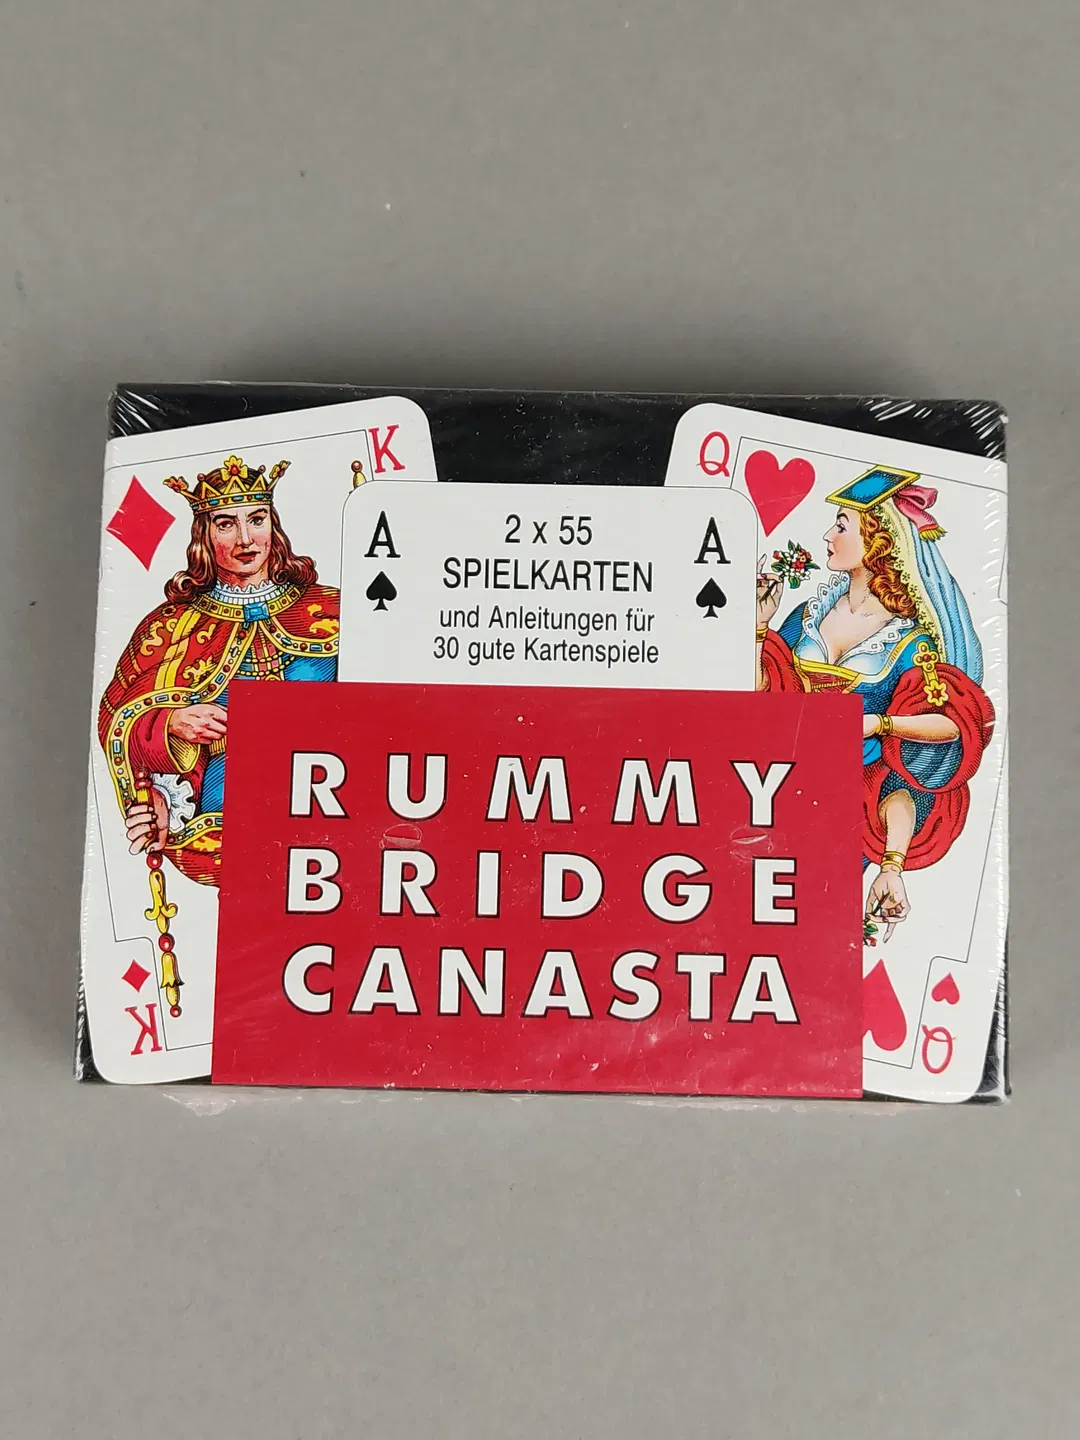 K
Q
A
A
2 x 55
SPIELKARTEN
und Anleitungen für
30 gute Kartenspiele
RUMMY
BRIDGE
CANASTA
K
Q